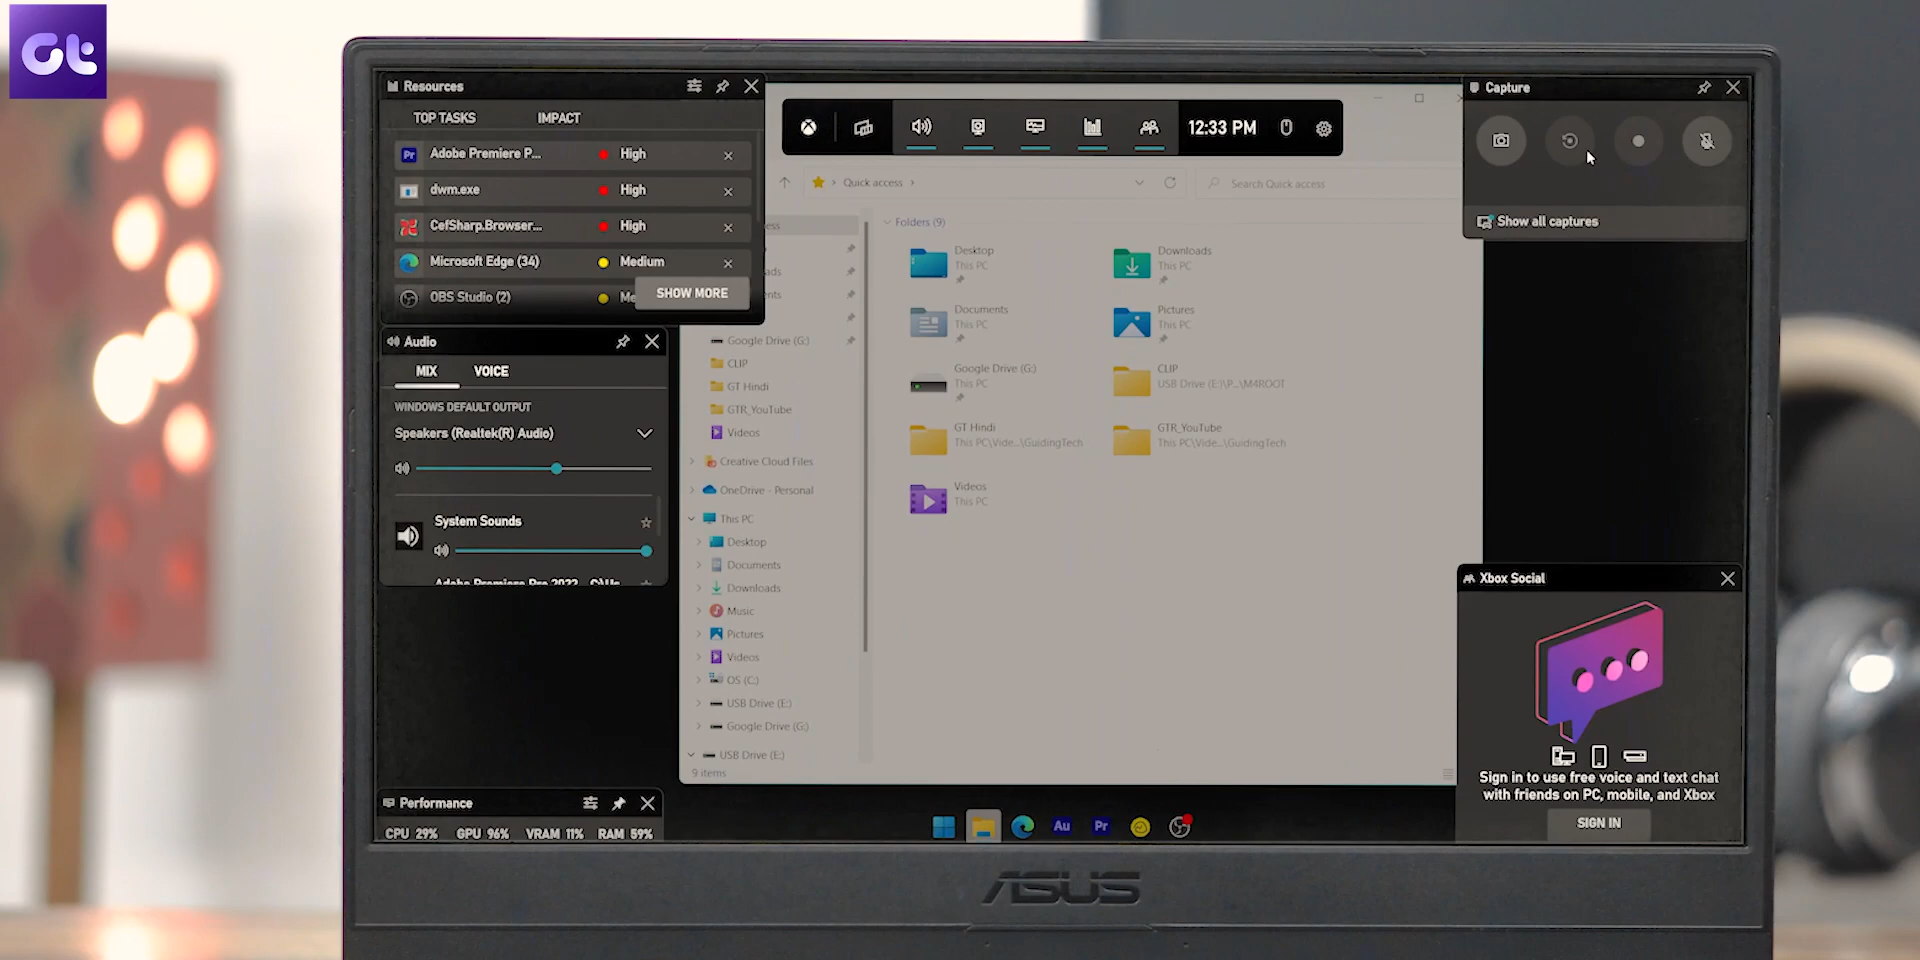 Gt
Resources
TOP TASKS IMPACT
Adobe Premiere P... High
dwm.exe High
CefSharp.Browser... High
Microsoft Edge (34) Medium
OBS Studio (2) Me
SHOW MORE
Audio
MIX VOICE
WINDOWS DEFAULT OUTPUT
Speakers (Realtek(R) Audio)
System Sounds
Adobe Premiere Pro 2022
Performance
CPU 29% GPU 96% VRAM 11% RAM 59%
12:33 PM
Quick access
Search Quick access
Google Drive (G:)
CLIP
GT Hindi
GTR_YouTube
Videos
Creative Cloud Files
OneDrive - Personal
This PC
Desktop
Documents
Downloads
Music
Pictures
Videos
OS (C:)
USB Drive (E:)
Google Drive (G:)
USB Drive (E:)
9 items
Folders (9)
Desktop
This PC
Downloads
This PC
Documents
This PC
Pictures
This PC
Google Drive (G:)
This PC
CLIP
USB Drive (E:)\P...\M4ROOT
GT Hindi
This PC\Vide...\GuidingTech
GTR_YouTube
This PC\Vide...\GuidingTech
Videos
This PC
Au Pr
Capture
Show all captures
Xbox Social
Sign in to use free voice and text chat
with friends on PC, mobile, and Xbox
SIGN IN
ASUS